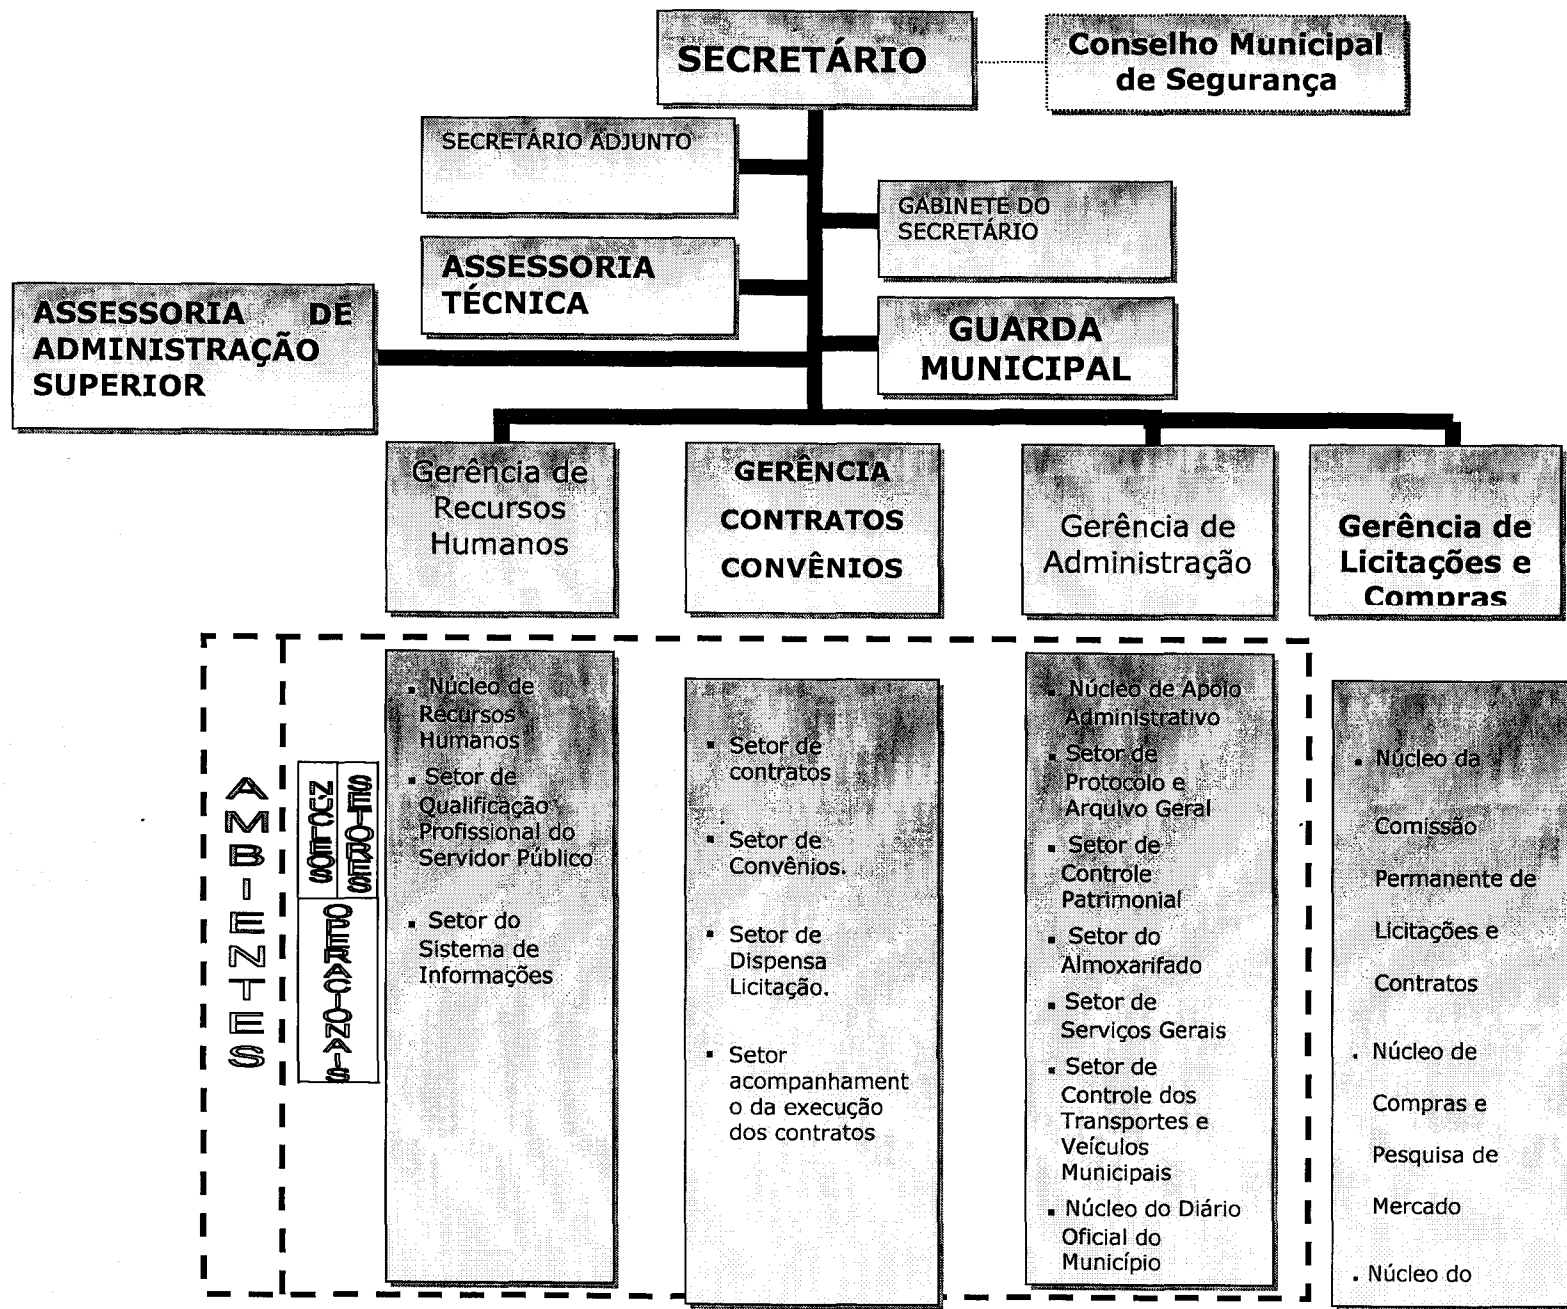 SECRETÁRIO
Conselho Municipal
de Segurança
SECRETÁRIO ADJUNTO
GABINETE DO
SECRETÁRIO
ASSESSORIA
TÉCNICA
ASSESSORIA DE
ADMINISTRAÇÃO
SUPERIOR
GUARDA
MUNICIPAL
Gerência de
Recursos
Humanos
GERÊNCIA
CONTRATOS
CONVÊNIOS
Gerência de
Administração
Gerência de
Licitações e
Compras
AMBIENTES
NÚCLEOS
SETORES
OPERACIONAIS
▪ Núcleo de
Recursos
Humanos
▪ Setor de
Qualificação
Profissional do
Servidor Público
▪ Setor do
Sistema de
Informações
▪ Setor de
contratos
▪ Setor de
Convênios.
▪ Setor de
Dispensa
Licitação.
▪ Setor
acompanhament
o da execução
dos contratos
▪ Núcleo de Apoio
Administrativo
▪ Setor de
Protocolo e
Arquivo Geral
▪ Setor de
Controle
Patrimonial
▪ Setor do
Almoxarifado
▪ Setor de
Serviços Gerais
▪ Setor de
Controle dos
Transportes e
Veículos
Municipais
▪ Núcleo do Diário
Oficial do
Município
▪ Núcleo da
Comissão
Permanente de
Licitações e
Contratos
▪ Núcleo de
Compras e
Pesquisa de
Mercado
▪ Núcleo do